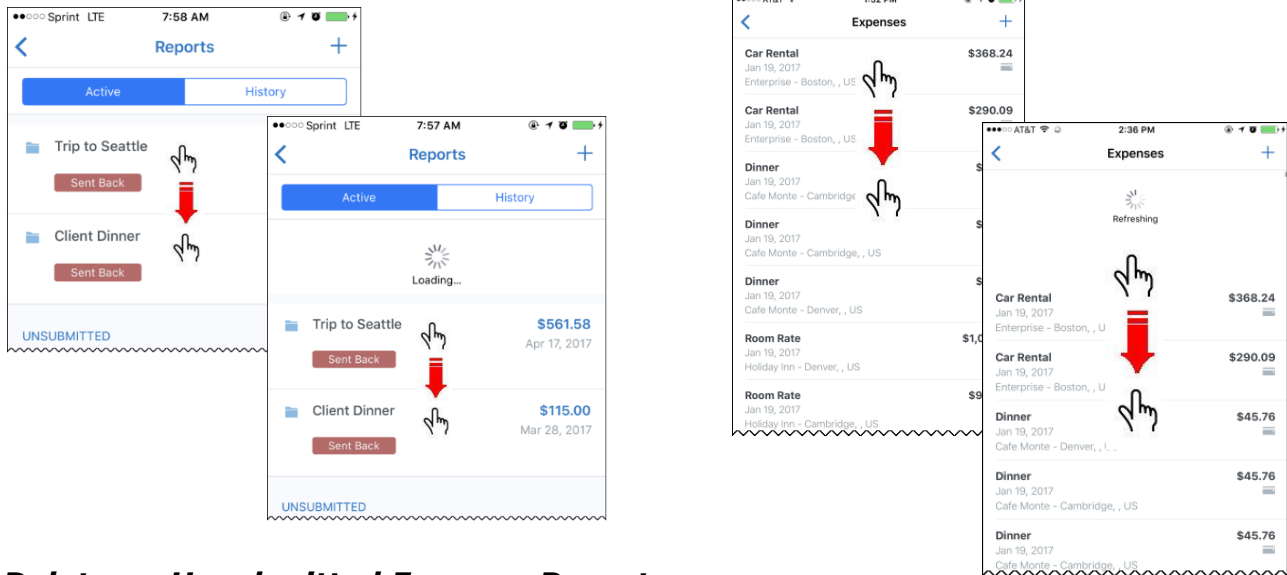 Sprint LTE 7:58 AM
Reports
Active History
Trip to Seattle
Sent Back
Client Dinner
Sent Back
UNSUBMITTED
Sprint LTE 7:57 AM
Reports
Active History
Loading...
Trip to Seattle $561.58
Sent Back Apr 17, 2017
Client Dinner $115.00
Sent Back Mar 28, 2017
UNSUBMITTED
Expenses
Car Rental $368.24
Jan 19, 2017
Enterprise - Boston, , US
Car Rental $290.09
Jan 19, 2017
Enterprise - Boston, , US
Dinner $
Jan 19, 2017
Cafe Monte - Cambridge
Dinner $
Jan 19, 2017
Cafe Monte - Cambridge, , US
Dinner $
Jan 19, 2017
Cafe Monte - Denver, , US
Room Rate $1,0
Jan 19, 2017
Holiday Inn - Denver, , US
Room Rate $9
Jan 19, 2017
Holiday Inn - Cambridge, , US
AT&T 2:36 PM
Expenses
Refreshing
Car Rental $368.24
Jan 19, 2017
Enterprise - Boston, , U
Car Rental $290.09
Jan 19, 2017
Enterprise - Boston, , U
Dinner $45.76
Jan 19, 2017
Cafe Monte - Denver, ,
Dinner $45.76
Jan 19, 2017
Cafe Monte - Cambridge, , US
Dinner $45.76
Jan 19, 2017
Cafe Monte - Cambridge, , US